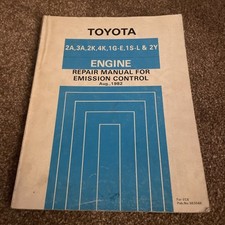 TOYOTA
2A,3A,2K,4K,1G-E,1S-L & 2Y
ENGINE
REPAIR MANUAL FOR
EMISSION CONTROL
Aug.,1982